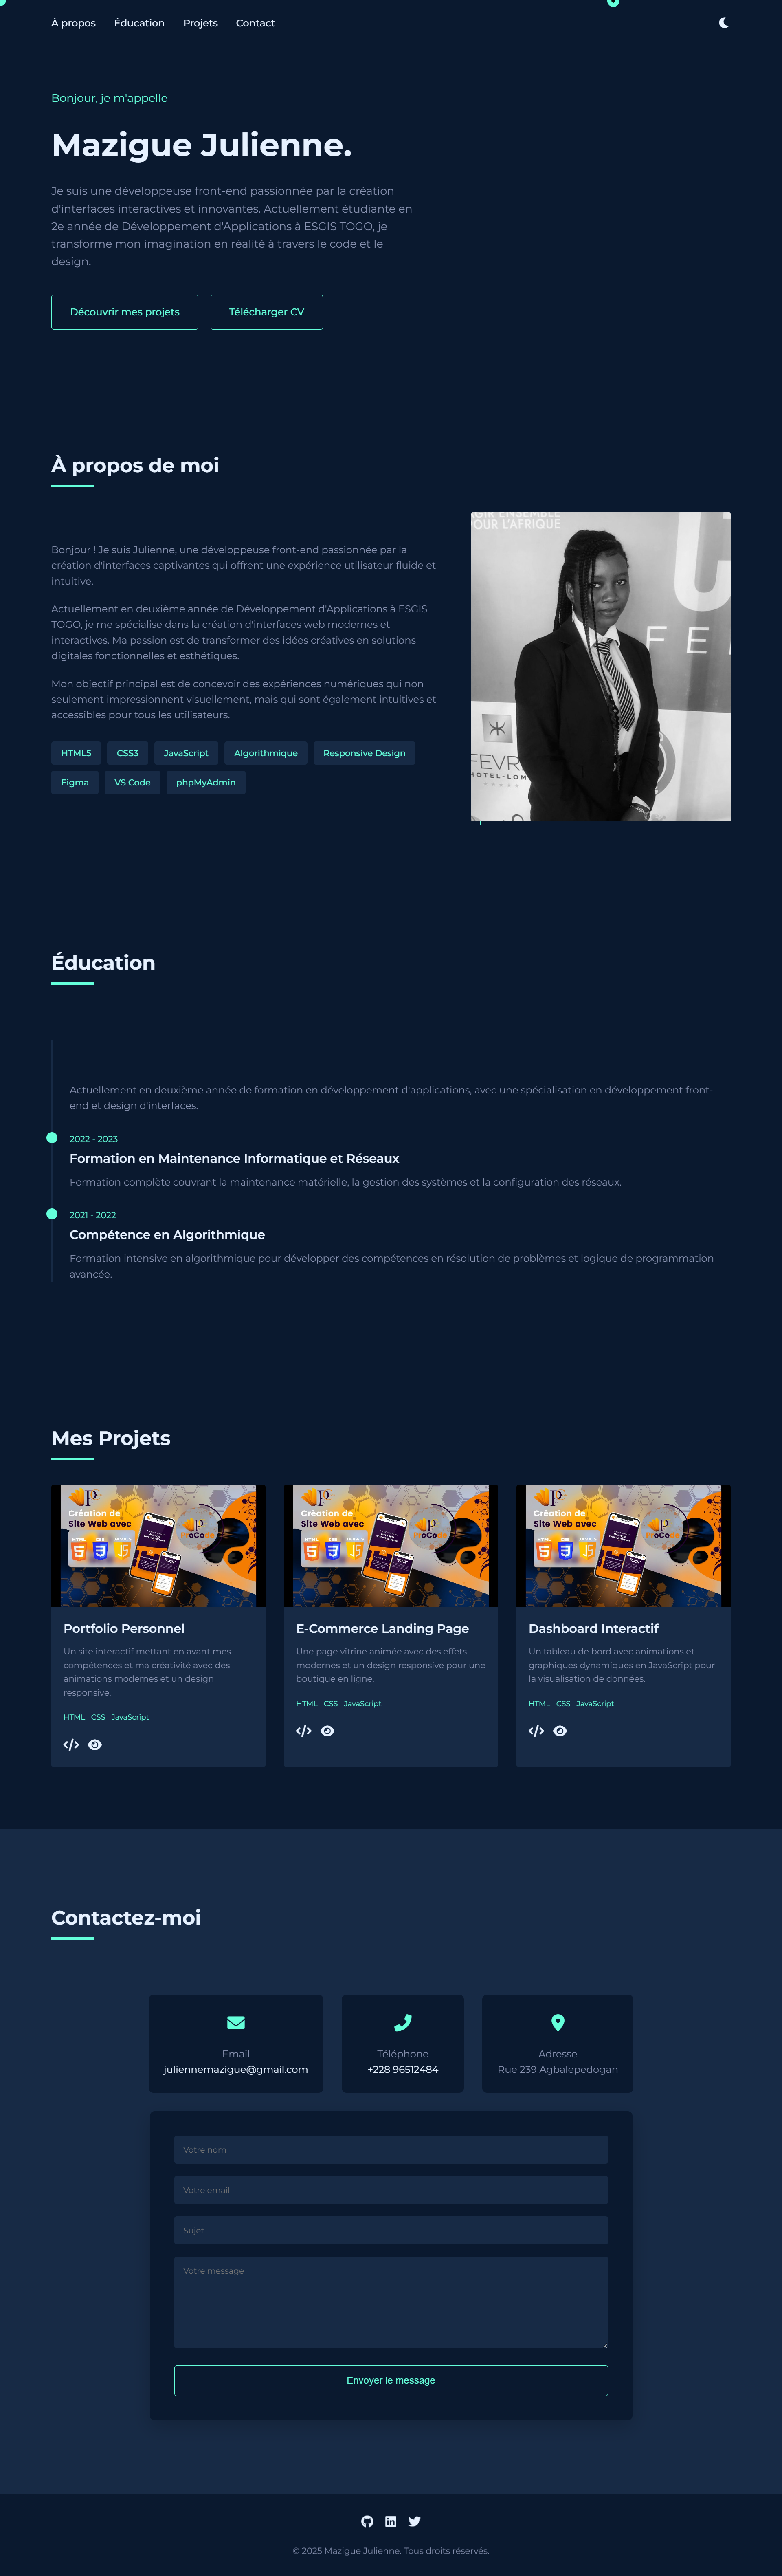 À propos
Éducation
Projets
Contact
Bonjour, je m'appelle
Mazigue Julienne.
Je suis une développeuse front-end passionnée par la création
d'interfaces interactives et innovantes. Actuellement étudiante en
2e année de Développement d'Applications à ESGIS TOGO, je
transforme mon imagination en réalité à travers le code et le
design.
Découvrir mes projets
Télécharger CV
À propos de moi
Bonjour ! Je suis Julienne, une développeuse front-end passionnée par la
création d'interfaces captivantes qui offrent une expérience utilisateur fluide et
intuitive.
Actuellement en deuxième année de Développement d'Applications à ESGIS
TOGO, je me spécialise dans la création d'interfaces web modernes et
interactives. Ma passion est de transformer des idées créatives en solutions
digitales fonctionnelles et esthétiques.
Mon objectif principal est de concevoir des expériences numériques qui non
seulement impressionnent visuellement, mais qui sont également intuitives et
accessibles pour tous les utilisateurs.
HTML5
CSS3
JavaScript
Algorithmique
Responsive Design
Figma
VS Code
phpMyAdmin
GIR ENSEMBLE
POUR L'AFRIQUE
U
F E
FEVR
HOTEL-LOM
Éducation
Actuellement en deuxième année de formation en développement d'applications, avec une spécialisation en développement front-
end et design d'interfaces.
2022 - 2023
Formation en Maintenance Informatique et Réseaux
Formation complète couvrant la maintenance matérielle, la gestion des systèmes et la configuration des réseaux.
2021 - 2022
Compétence en Algorithmique
Formation intensive en algorithmique pour développer des compétences en résolution de problèmes et logique de programmation
avancée.
Mes Projets
P
Création de
Site Web avec
HTML CSS JAVA.S
Portfolio Personnel
Un site interactif mettant en avant mes
compétences et ma créativité avec des
animations modernes et un design
responsive.
HTML CSS JavaScript
P
Création de
Site Web avec
HTML CSS JAVA.S
E-Commerce Landing Page
Une page vitrine animée avec des effets
modernes et un design responsive pour une
boutique en ligne.
HTML CSS JavaScript
P
Création de
Site Web avec
HTML CSS JAVA.S
Dashboard Interactif
Un tableau de bord avec animations et
graphiques dynamiques en JavaScript pour
la visualisation de données.
HTML CSS JavaScript
Contactez-moi
Email
juliennemazigue@gmail.com
Téléphone
+228 96512484
Adresse
Rue 239 Agbalepedogan
Votre nom
Votre email
Sujet
Votre message
Envoyer le message
© 2025 Mazigue Julienne. Tous droits réservés.